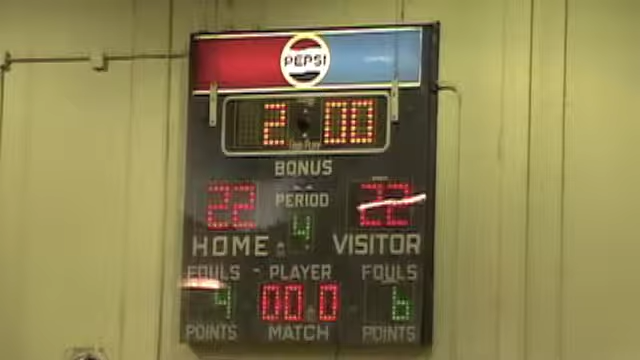 PEPSI
2 00
BONUS
22 PERIOD 22
4
HOME VISITOR
FOULS PLAYER FOULS
4 00 0 6
POINTS MATCH POINTS